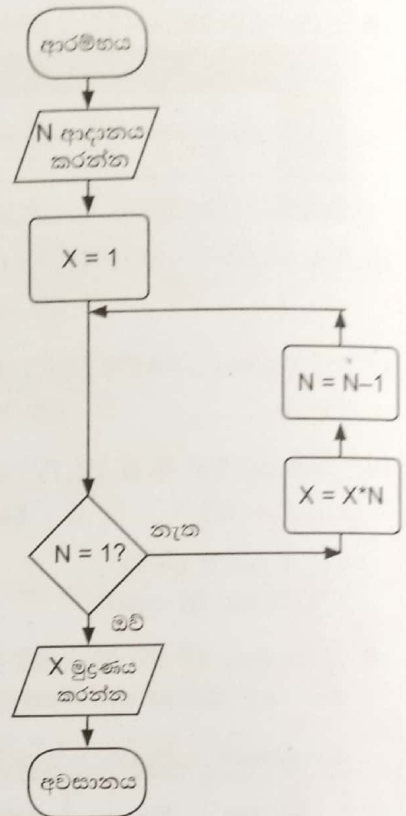 ආරම්භය
N ආදානය
කරන්න
X = 1
N = N–1
X = X*N
නැත
N = 1?
ඔව්
X මුද්‍රණය
කරන්න
අවසානය